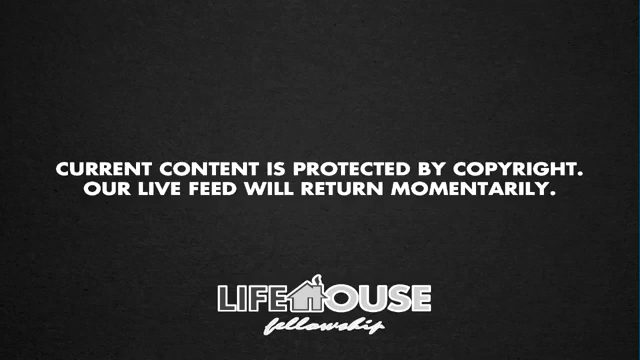 CURRENT CONTENT IS PROTECTED BY COPYRIGHT.
OUR LIVE FEED WILL RETURN MOMENTARILY.
LIFEHOUSE
fellowship